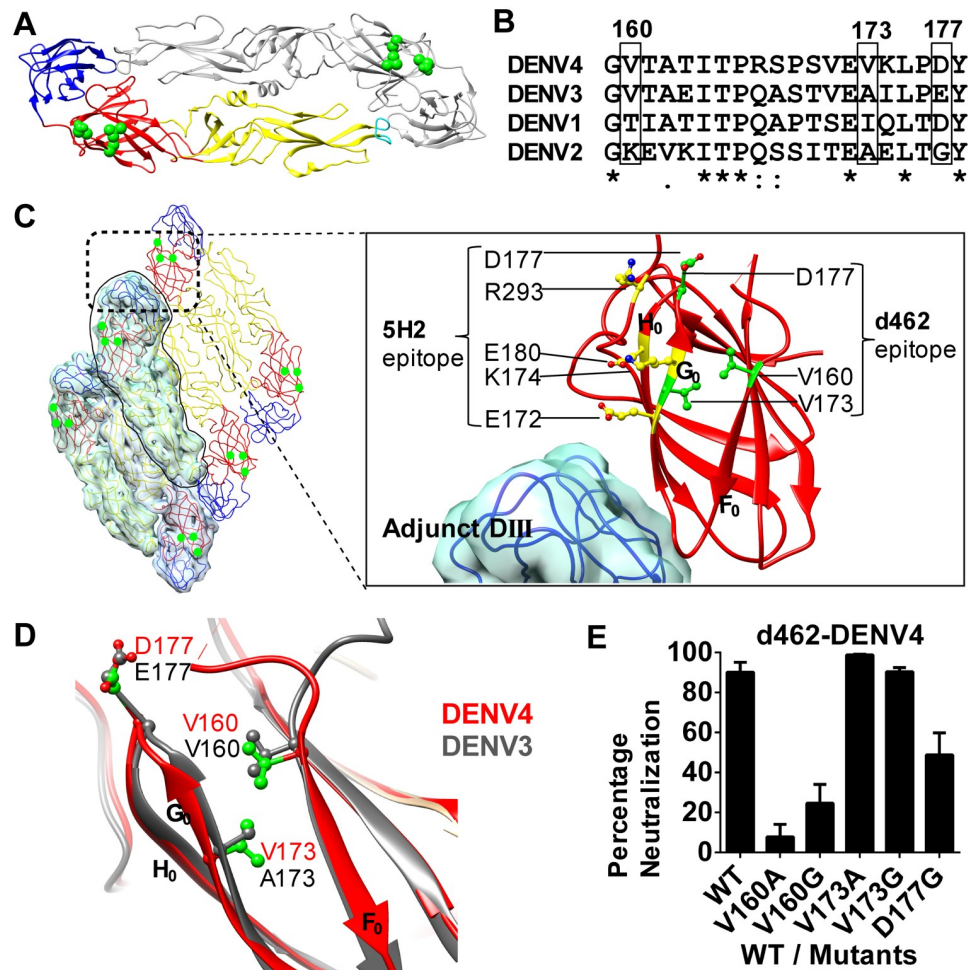 A
B
160 173 177
DENV4 GVTATITPRSPSVEVKLPDY
DENV3 GVTAEITPQASTVEAILPEY
DENV1 GTIATITPQAPTSEIQLTDY
DENV2 GKEVKITPQSSITEAELTGY
* . *** : : * * *
C
D177
R293
5H2
epitope
E180
K174
E172
H0
G0
F0
D177
d462
epitope
V160
V173
Adjunct DIII
D
D177
E177
V160
V160
V173
A173
G0
H0
F0
DENV4
DENV3
E
d462-DENV4
Percentage
Neutralization
100
80
60
40
20
0
WT
V160A
V160G
V173A
V173G
D177G
WT / Mutants